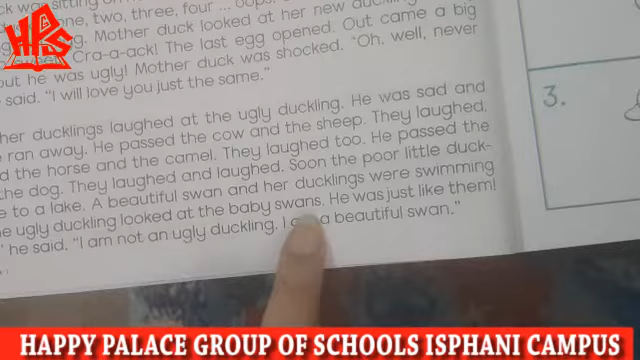 HPS
ck was sitting on
one, two, three, four ... oops!
Mother duck looked at her new duckling
Cra-a-ack! The last egg opened. Out came a big
but he was ugly! Mother duck was shocked. "Oh, well, never
said. "I will love you just the same."
her ducklings laughed at the ugly duckling. He was sad and
ran away. He passed the cow and the sheep. They laughed.
d the horse and the camel. They laughed too. He passed the
the dog. They laughed and laughed. Soon the poor little duck-
e to a lake. A beautiful swan and her ducklings were swimming
e ugly duckling looked at the baby swans. He was just like them!
" he said. "I am not an ugly duckling. I a beautiful swan."
3.
HAPPY PALACE GROUP OF SCHOOLS ISPHANI CAMPUS